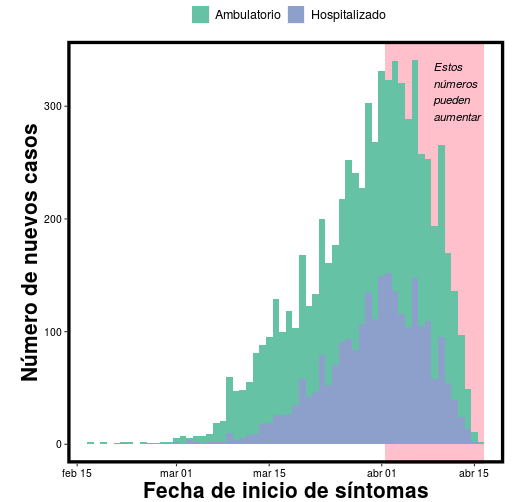 Ambulatorio Hospitalizado
Estos
números
pueden
aumentar
300
200
100
0
Número de nuevos casos
feb 15 mar 01 mar 15 abr 01 abr 15
Fecha de inicio de síntomas